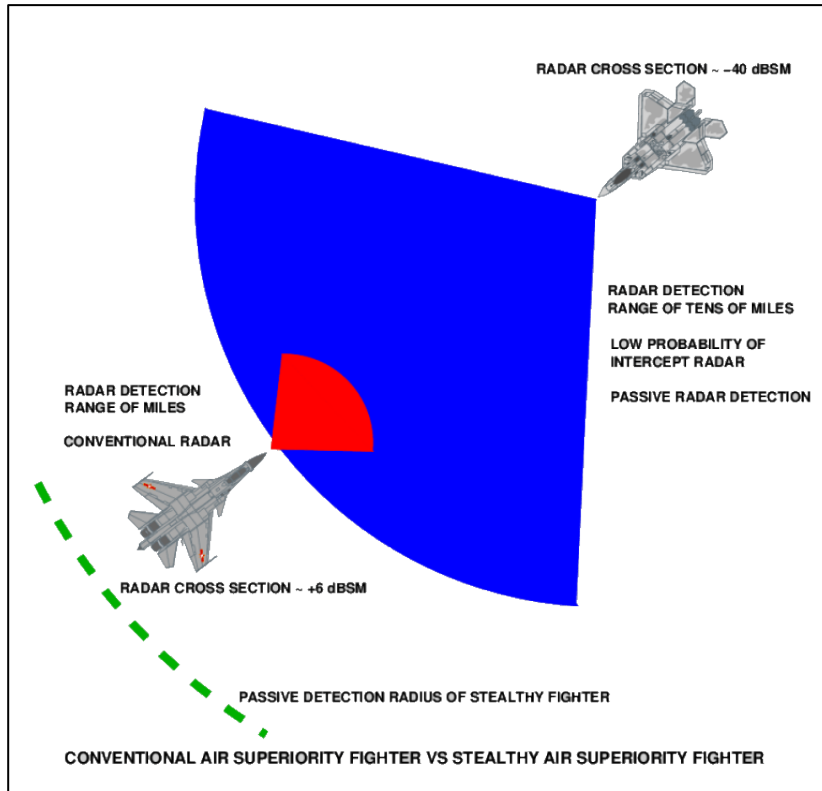 RADAR CROSS SECTION ~ −40 dBSM
RADAR DETECTION
RANGE OF TENS OF MILES
LOW PROBABILITY OF
INTERCEPT RADAR
PASSIVE RADAR DETECTION
RADAR DETECTION
RANGE OF MILES
CONVENTIONAL RADAR
RADAR CROSS SECTION ~ +6 dBSM
PASSIVE DETECTION RADIUS OF STEALTHY FIGHTER
CONVENTIONAL AIR SUPERIORITY FIGHTER VS STEALTHY AIR SUPERIORITY FIGHTER